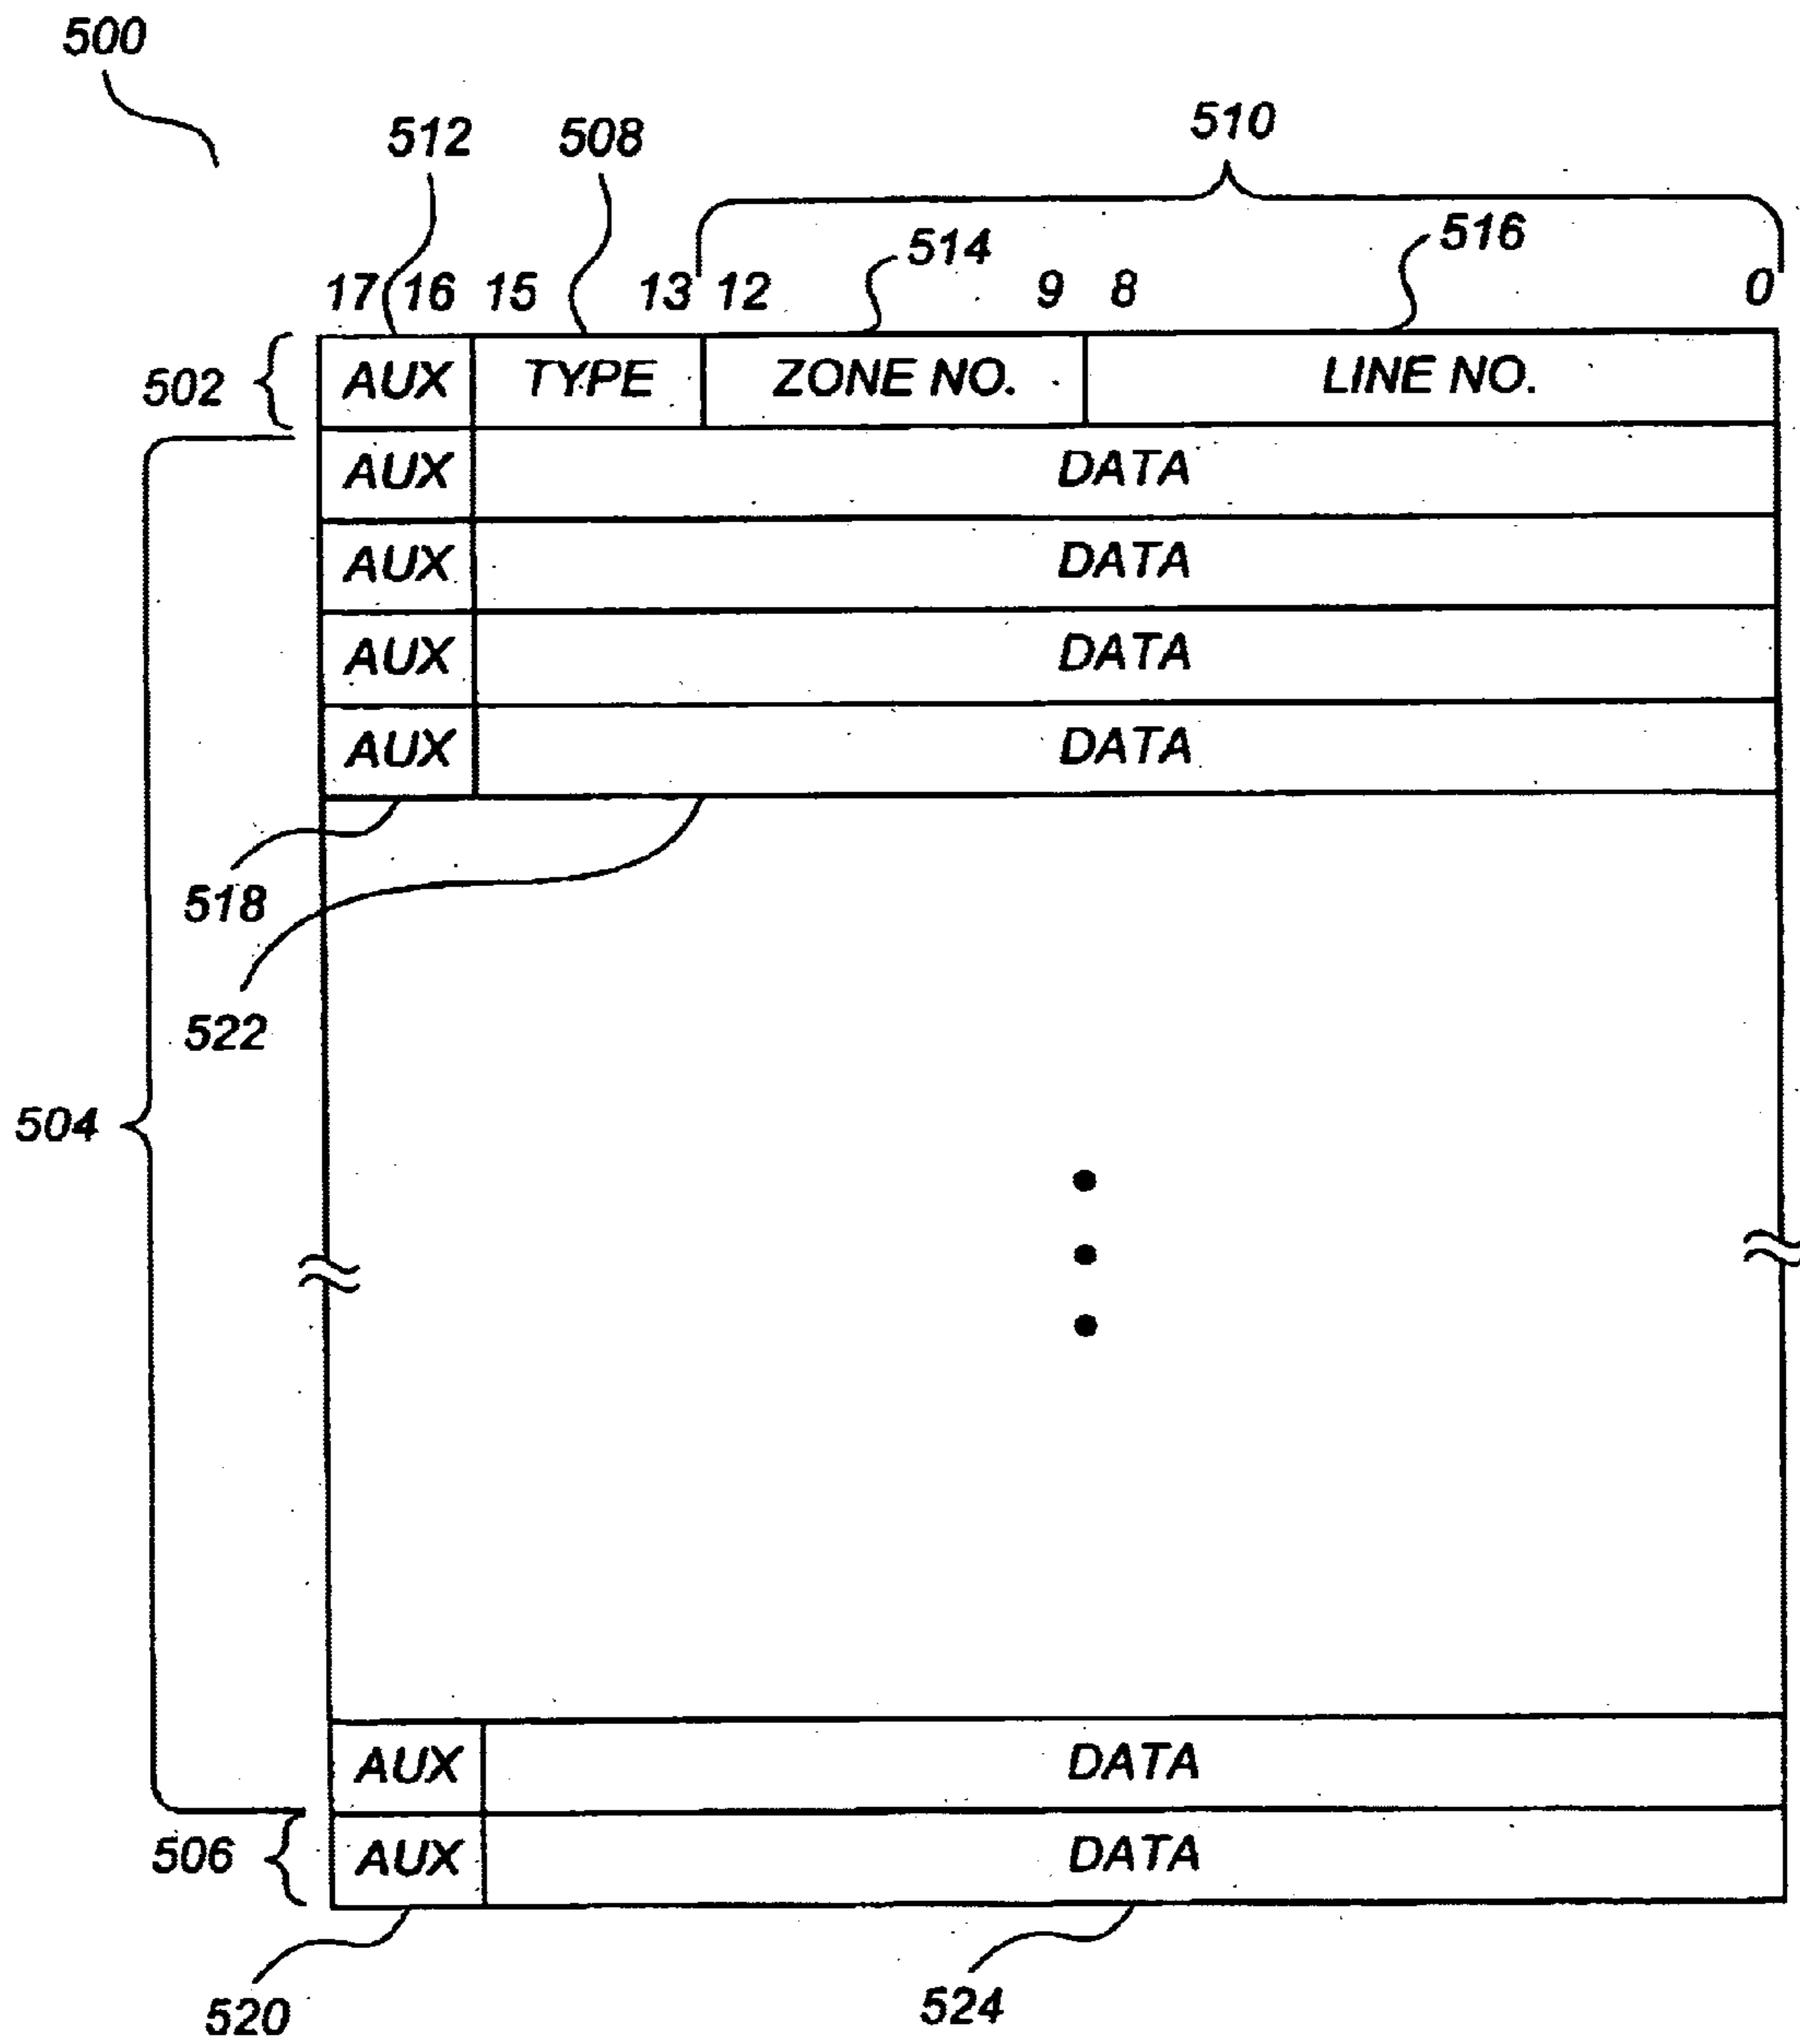 500
512 508 510
514 516
17 16 15 13 12 9 8 0
502 AUX TYPE ZONE NO. LINE NO.
AUX DATA
AUX DATA
AUX DATA
AUX DATA
518
522
504
AUX DATA
506 AUX DATA
520 524